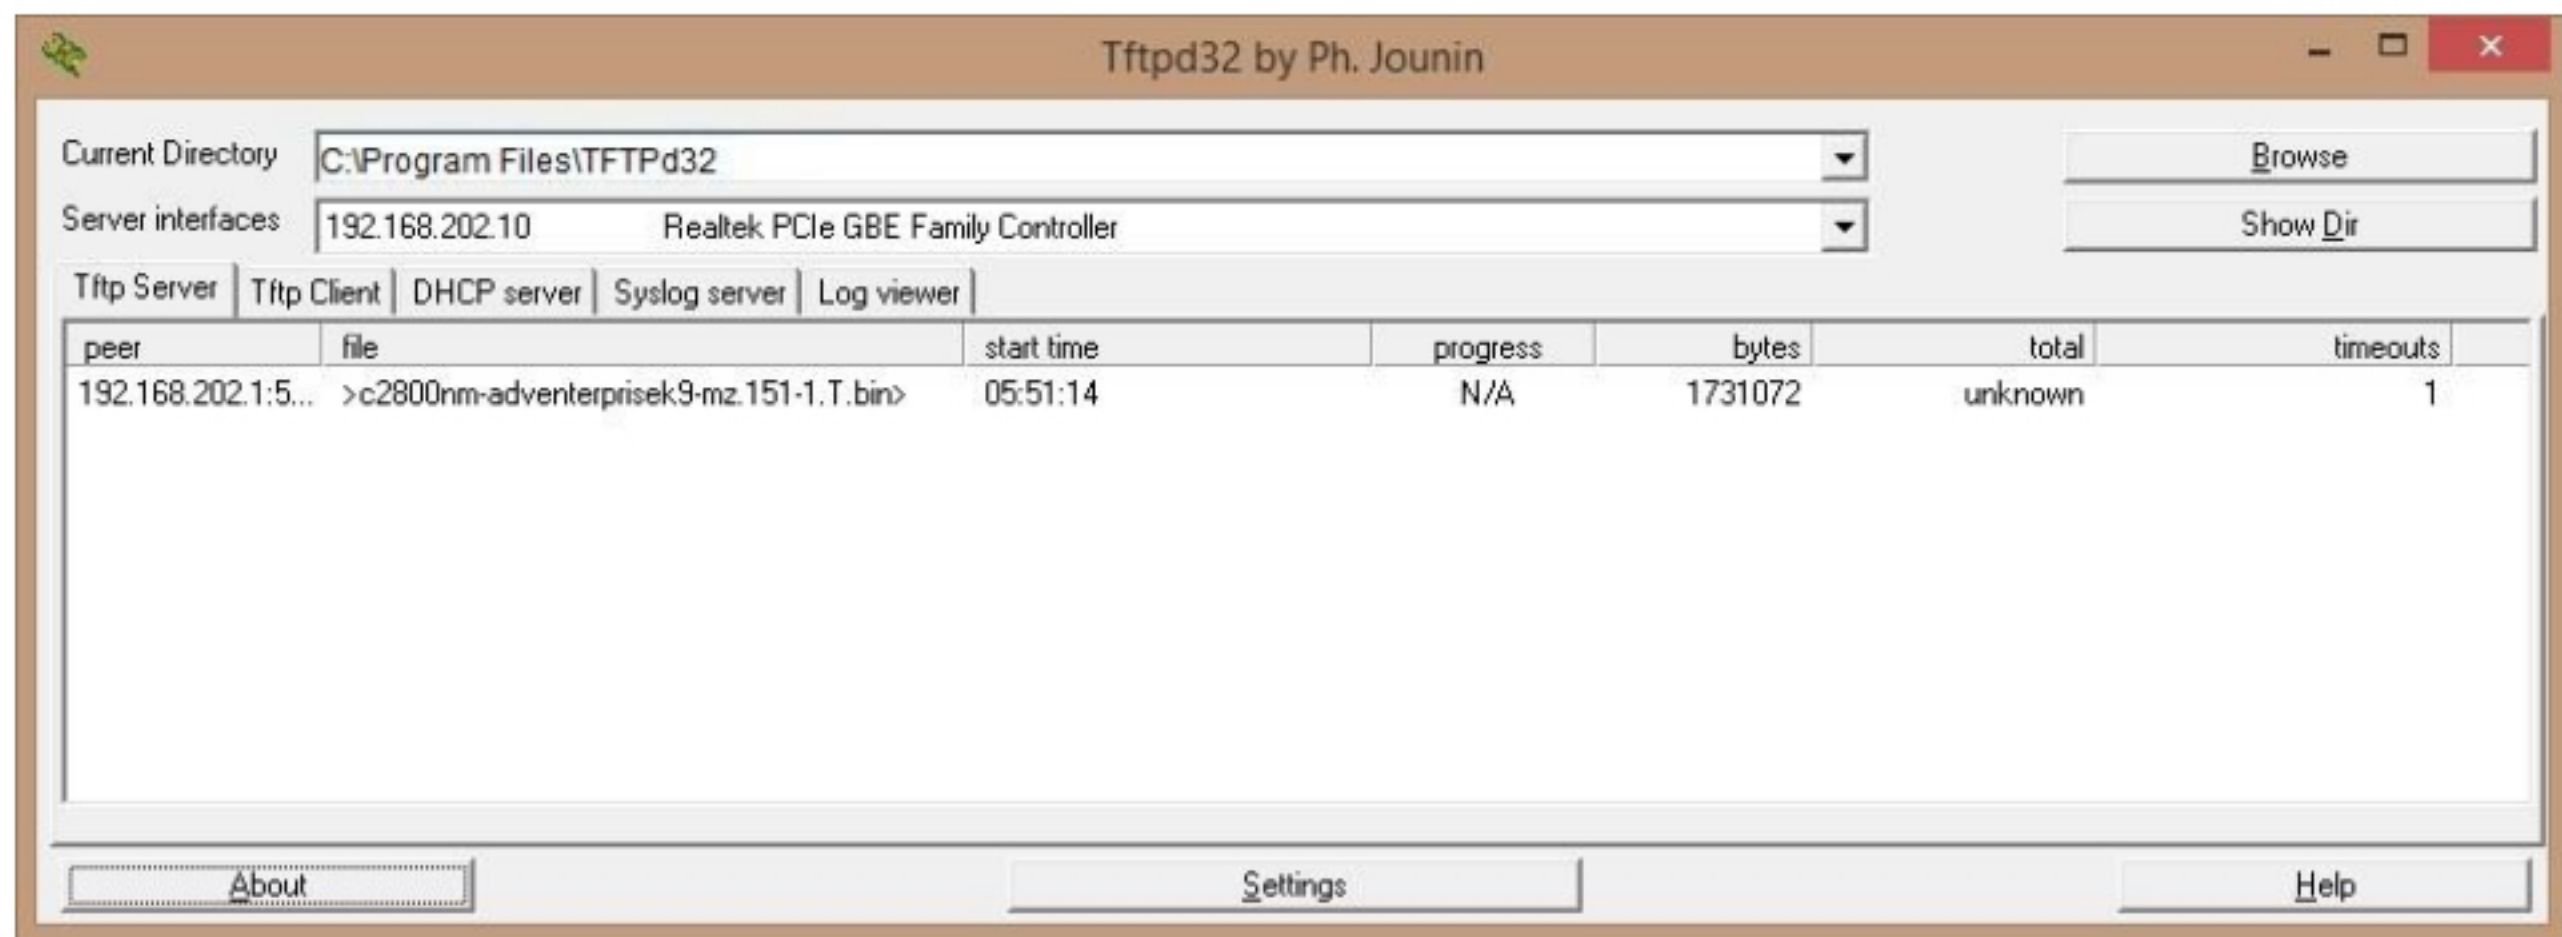 Tftpd32 by Ph. Jounin
Current Directory C:\Program Files\TFTPd32 Browse
Server interfaces 192.168.202.10 Realtek PCIe GBE Family Controller Show Dir
Tftp Server Tftp Client DHCP server Syslog server Log viewer
peer file start time progress bytes total timeouts
192.168.202.1:5... >c2800nm-adventerprisek9-mz.151-1.T.bin> 05:51:14 N/A 1731072 unknown 1
About Settings Help